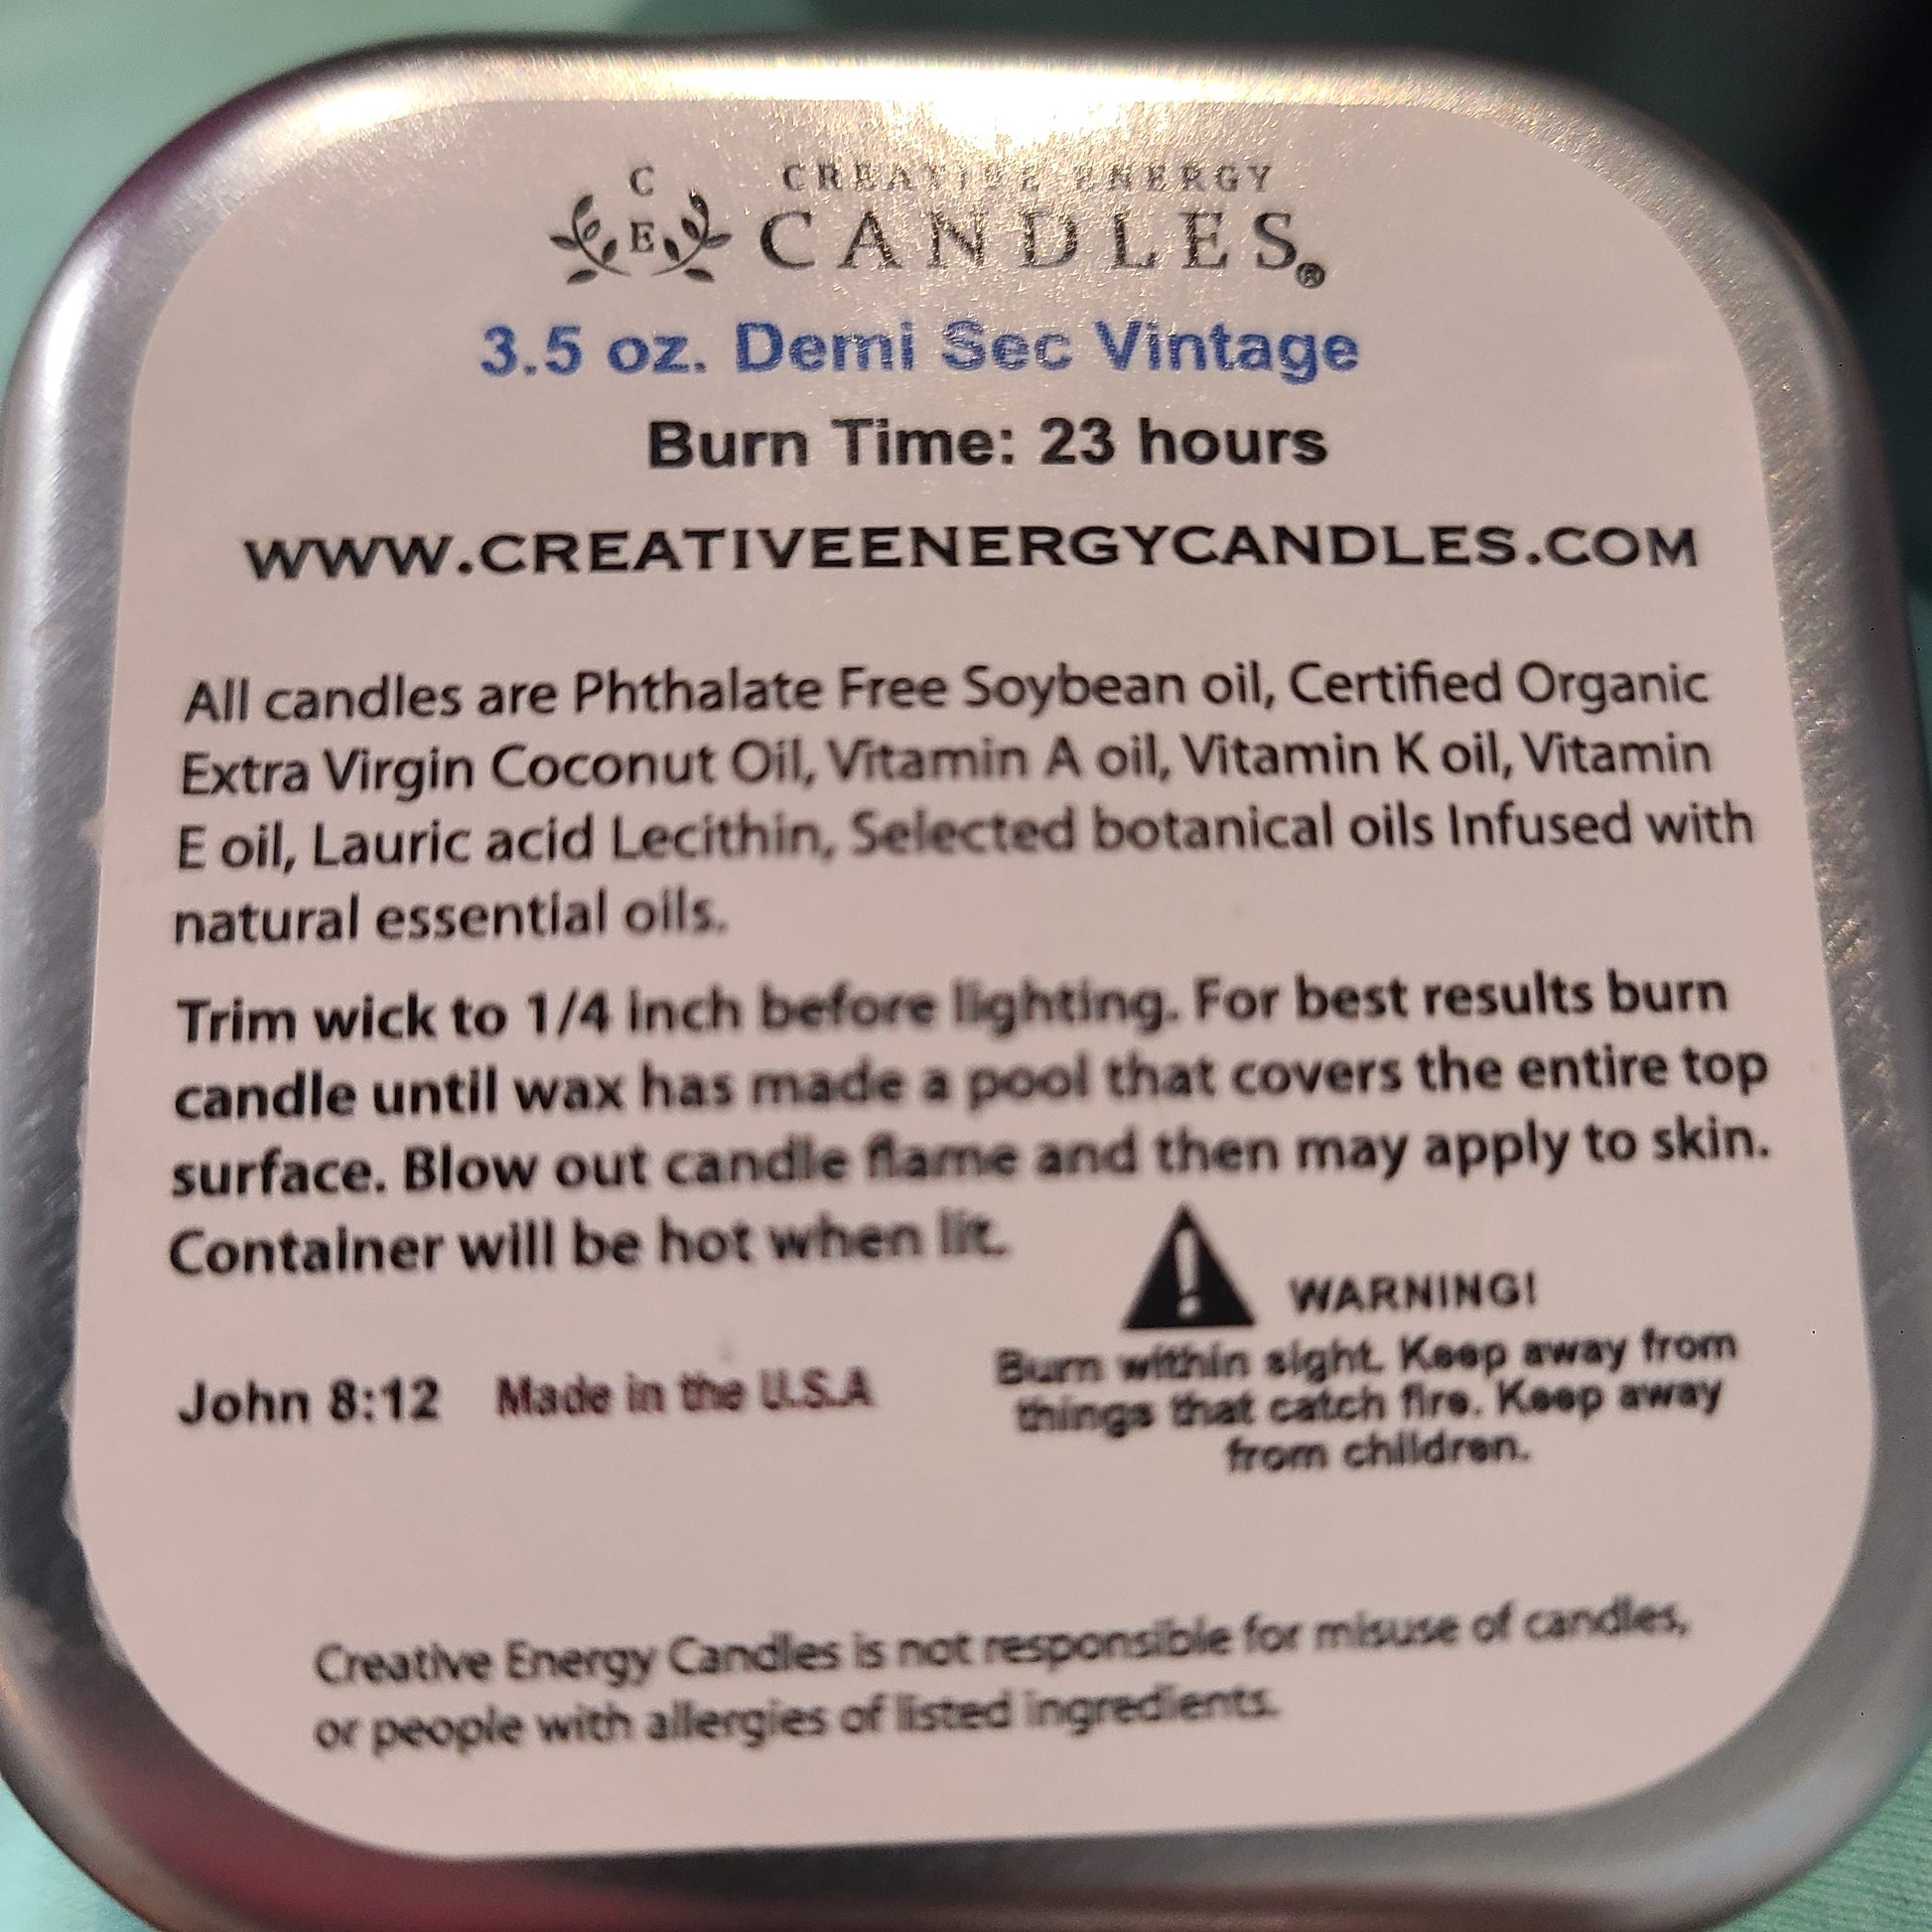 C
E
CREATIVE ENERGY
CANDLES®
3.5 oz. Demi Sec Vintage
Burn Time: 23 hours
WWW.CREATIVEENERGYCANDLES.COM
All candles are Phthalate Free Soybean oil, Certified Organic
Extra Virgin Coconut Oil, Vitamin A oil, Vitamin K oil, Vitamin
E oil, Lauric acid Lecithin, Selected botanical oils Infused with
natural essential oils.
Trim wick to 1/4 inch before lighting. For best results burn
candle until wax has made a pool that covers the entire top
surface. Blow out candle flame and then may apply to skin.
Container will be hot when lit.
WARNING!
Burn within sight. Keep away from
things that catch fire. Keep away
from children.
John 8:12 Made in the U.S.A
Creative Energy Candles is not responsible for misuse of candles,
or people with allergies of listed ingredients.